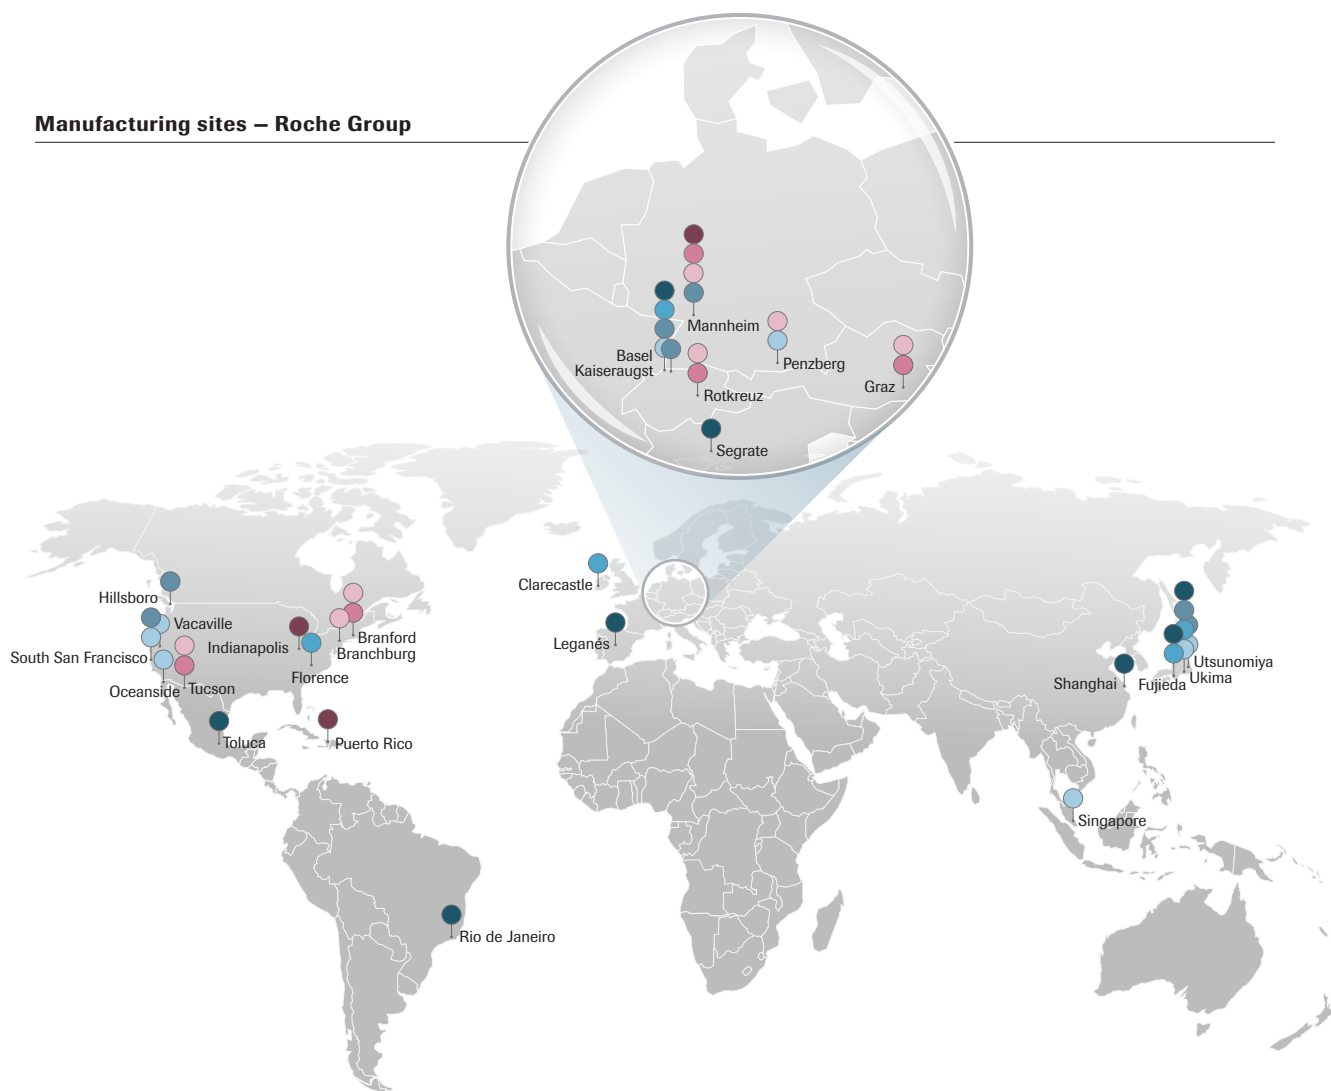 Manufacturing sites – Roche Group
Mannheim
Basel
Kaiseraugst
Penzberg
Rotkreuz
Graz
Segrate
Clarecastle
Leganés
Hillsboro
Vacaville
South San Francisco
Oceanside
Tucson
Indianapolis
Florence
Branford
Branchburg
Toluca
Puerto Rico
Rio de Janeiro
Shanghai
Fujieda
Utsunomiya
Ukima
Singapore